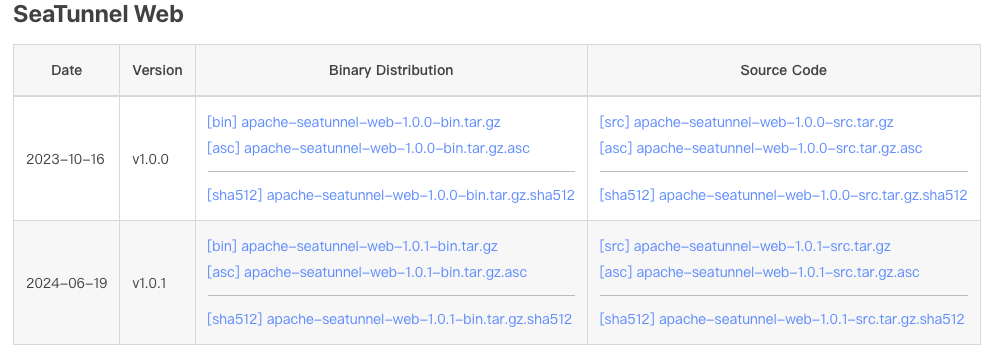 SeaTunnel Web
Date Version Binary Distribution Source Code
2023-10-16 v1.0.0
[bin] apache-seatunnel-web-1.0.0-bin.tar.gz
[asc] apache-seatunnel-web-1.0.0-bin.tar.gz.asc
[sha512] apache-seatunnel-web-1.0.0-bin.tar.gz.sha512
[src] apache-seatunnel-web-1.0.0-src.tar.gz
[asc] apache-seatunnel-web-1.0.0-src.tar.gz.asc
[sha512] apache-seatunnel-web-1.0.0-src.tar.gz.sha512
2024-06-19 v1.0.1
[bin] apache-seatunnel-web-1.0.1-bin.tar.gz
[asc] apache-seatunnel-web-1.0.1-bin.tar.gz.asc
[sha512] apache-seatunnel-web-1.0.1-bin.tar.gz.sha512
[src] apache-seatunnel-web-1.0.1-src.tar.gz
[asc] apache-seatunnel-web-1.0.1-src.tar.gz.asc
[sha512] apache-seatunnel-web-1.0.1-src.tar.gz.sha512